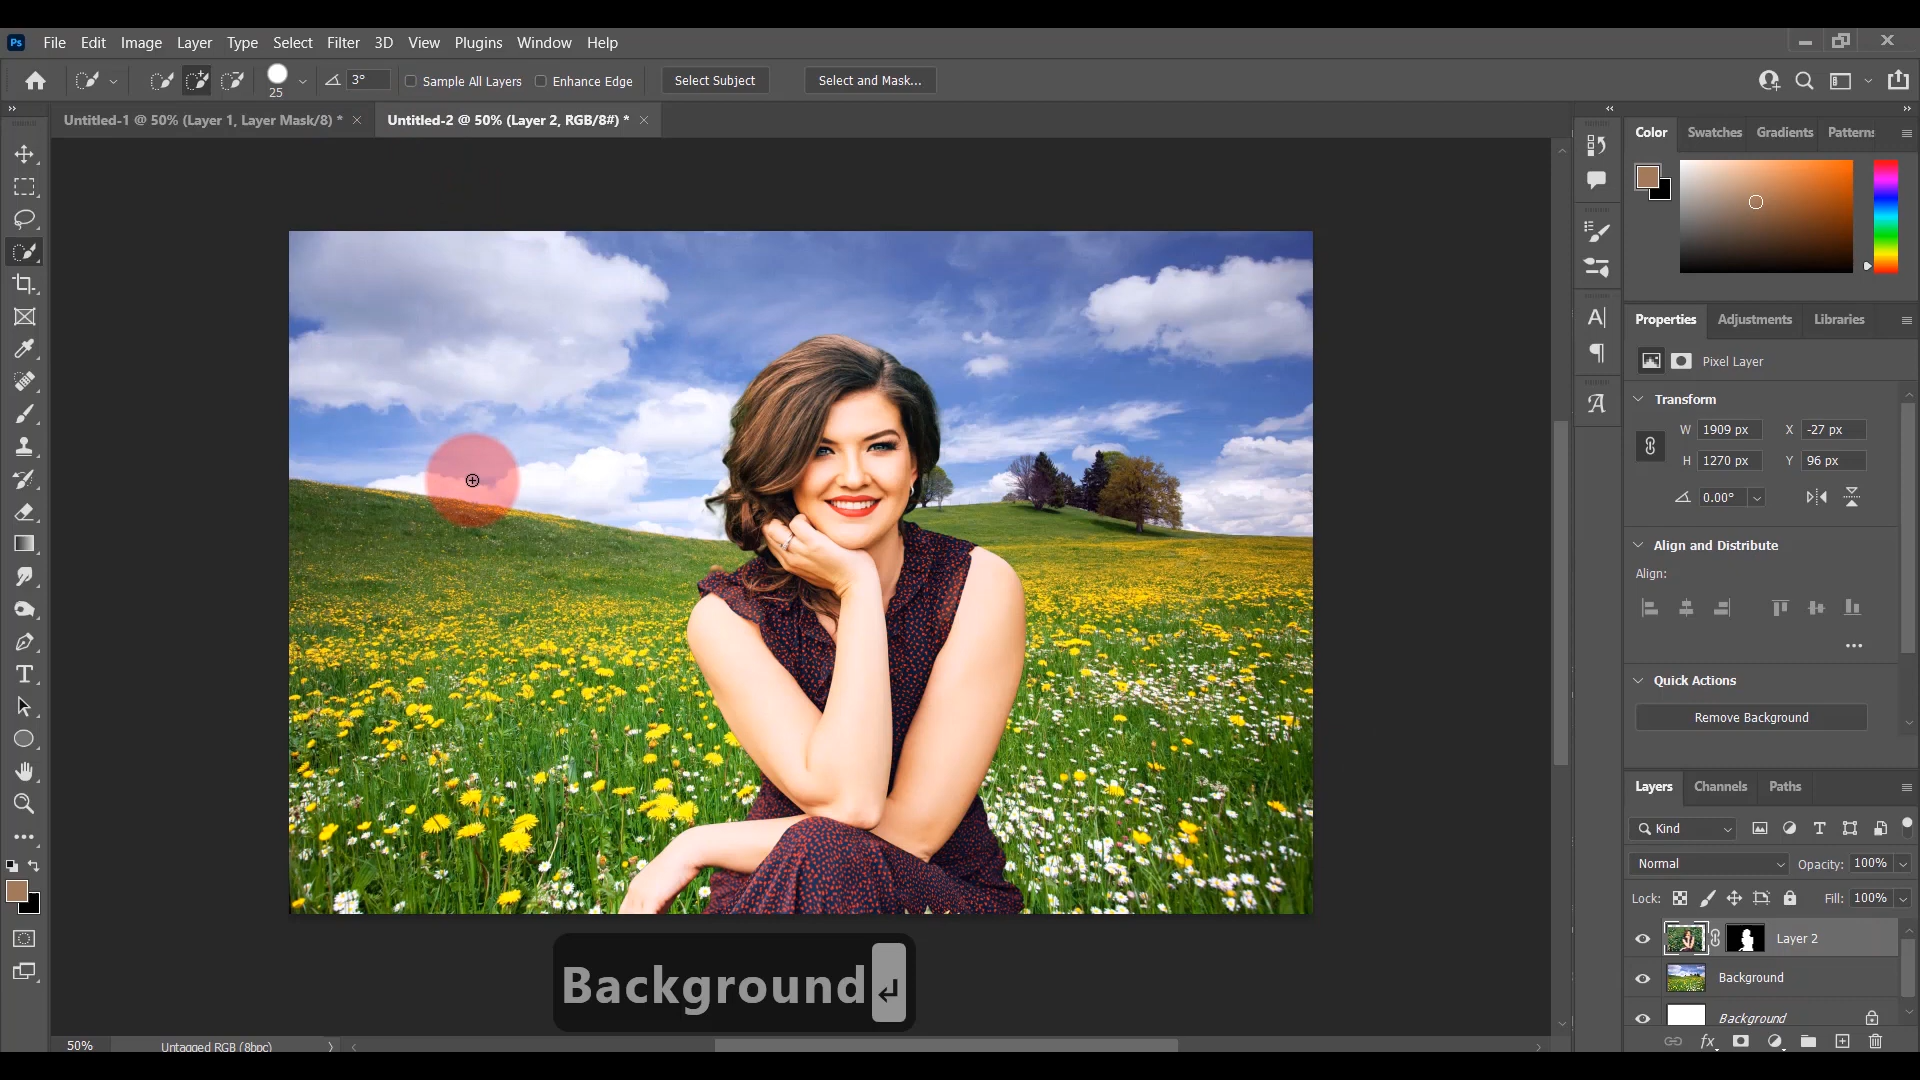 Ps File Edit Image Layer Type Select Filter 3D View Plugins Window Help
25 3° Sample All Layers Enhance Edge Select Subject Select and Mask...
Untitled-1 @ 50% (Layer 1, Layer Mask/8) * Untitled-2 @ 50% (Layer 2, RGB/8#) *
Color Swatches Gradients Patterns
Properties Adjustments Libraries
Pixel Layer
Transform
W 1909 px X -27 px
H 1270 px Y 96 px
0.00°
Align and Distribute
Align:
Quick Actions
Remove Background
Layers Channels Paths
Kind
Normal Opacity: 100%
Lock: Fill: 100%
Layer 2
Background
Background
Background
50% Untagged RGB (8bpc)